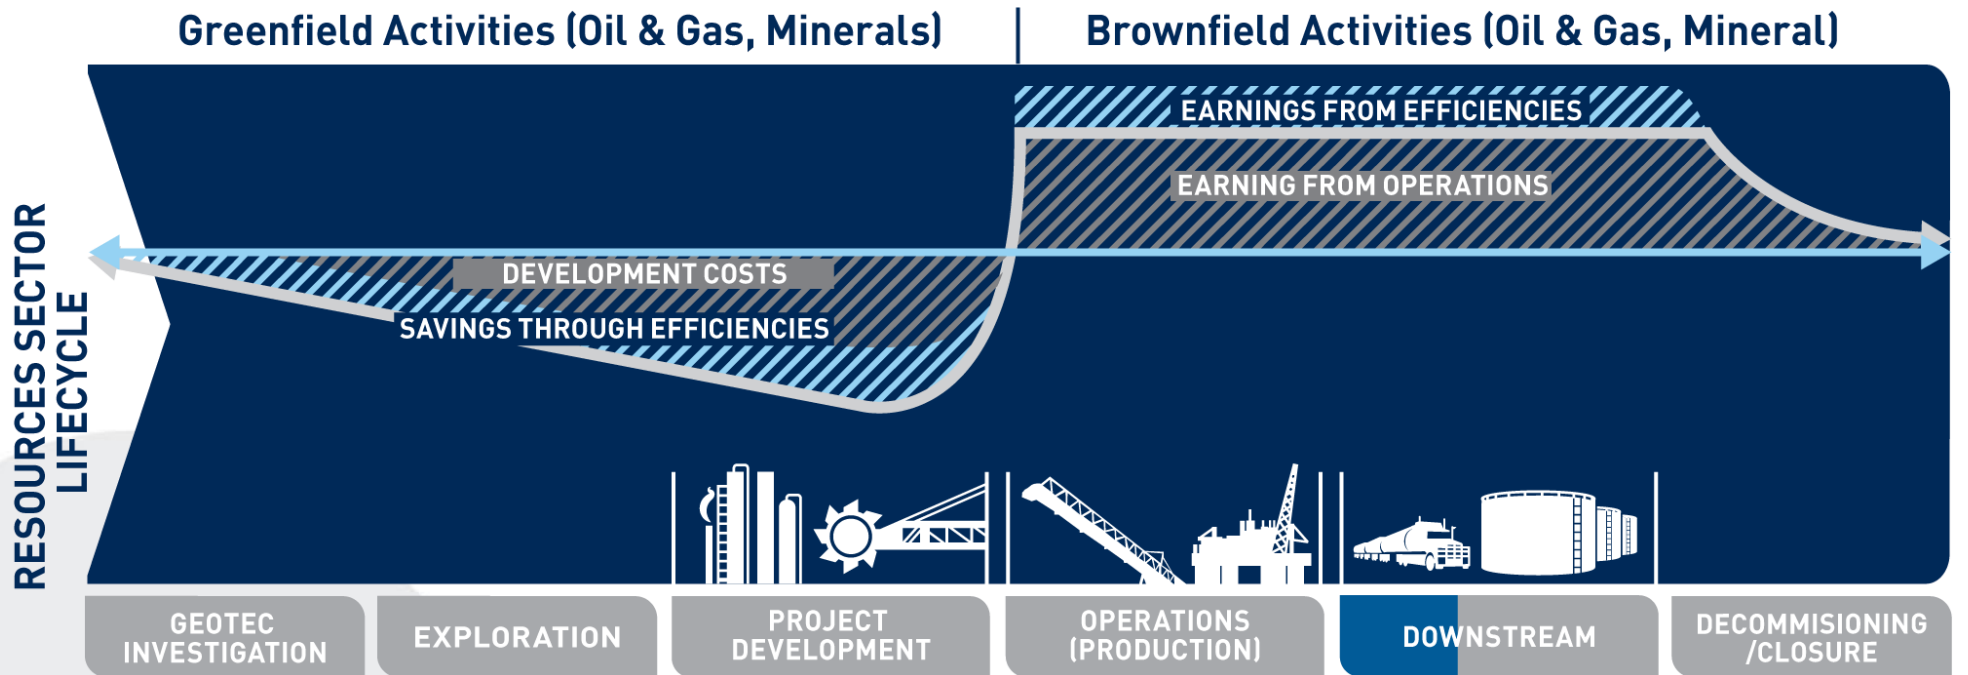 Greenfield Activities (Oil & Gas, Minerals)
Brownfield Activities (Oil & Gas, Mineral)
RESOURCES SECTOR
LIFECYCLE
EARNINGS FROM EFFICIENCIES
EARNING FROM OPERATIONS
DEVELOPMENT COSTS
SAVINGS THROUGH EFFICIENCIES
GEOTEC
INVESTIGATION
EXPLORATION
PROJECT
DEVELOPMENT
OPERATIONS
(PRODUCTION)
DOWNSTREAM
DECOMMISIONING
/CLOSURE